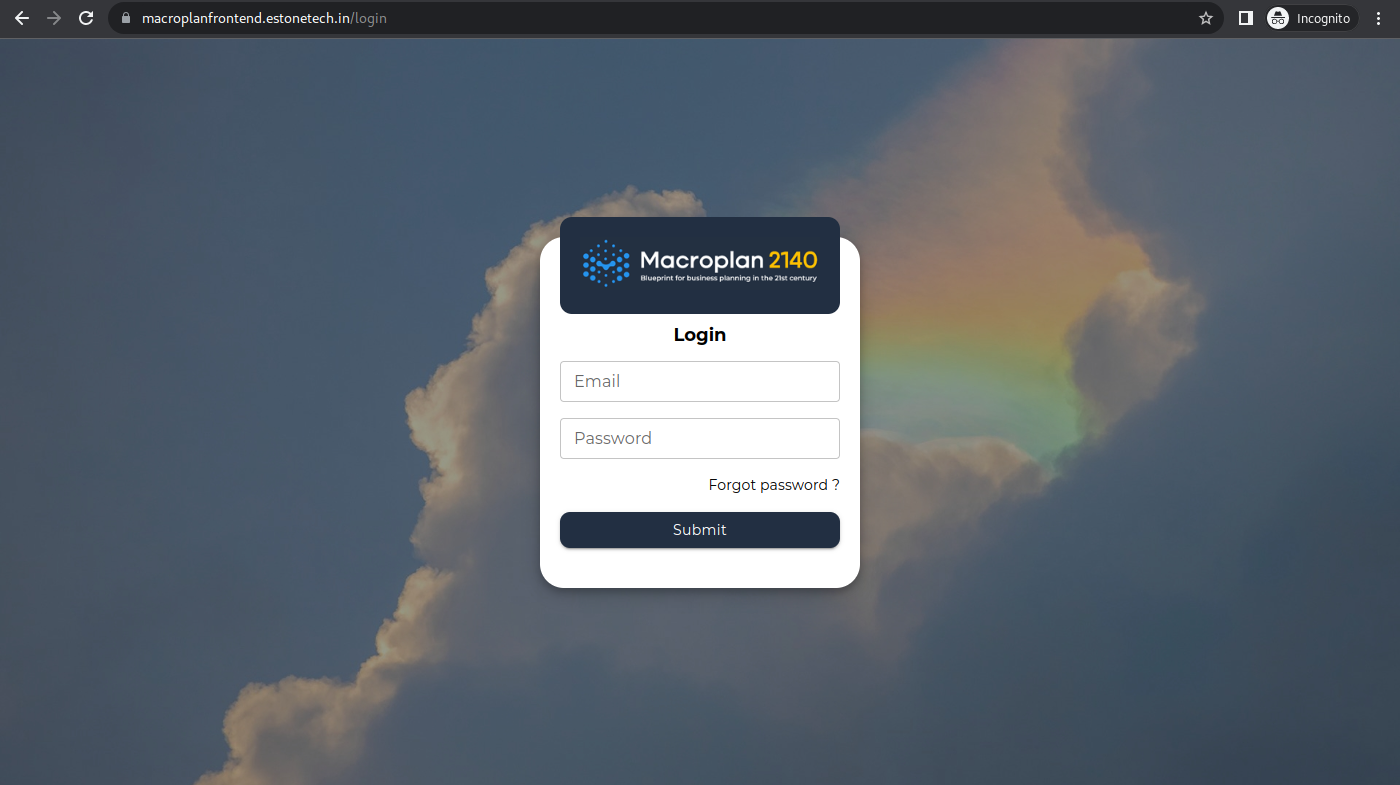 macroplanfrontend.estonetech.in/login
Incognito
Macroplan 2140
Blueprint for business planning in the 21st century
Login
Email
Password
Forgot password ?
Submit